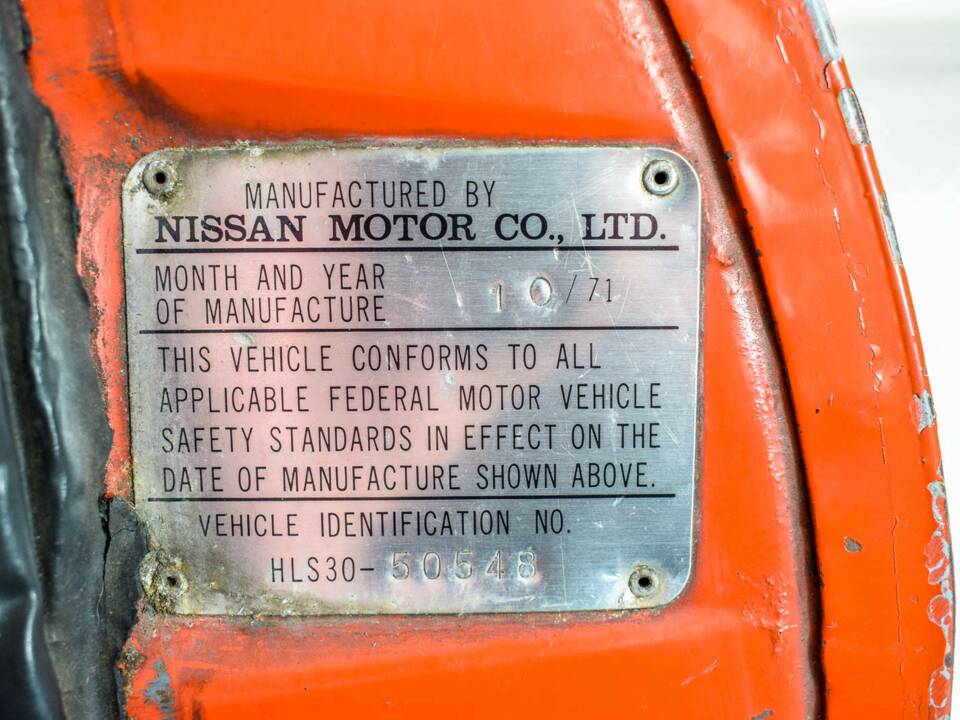 MANUFACTURED BY
NISSAN MOTOR CO., LTD.
MONTH AND YEAR
OF MANUFACTURE 10/71
THIS VEHICLE CONFORMS TO ALL
APPLICABLE FEDERAL MOTOR VEHICLE
SAFETY STANDARDS IN EFFECT ON THE
DATE OF MANUFACTURE SHOWN ABOVE.
VEHICLE IDENTIFICATION NO.
HLS30-50548